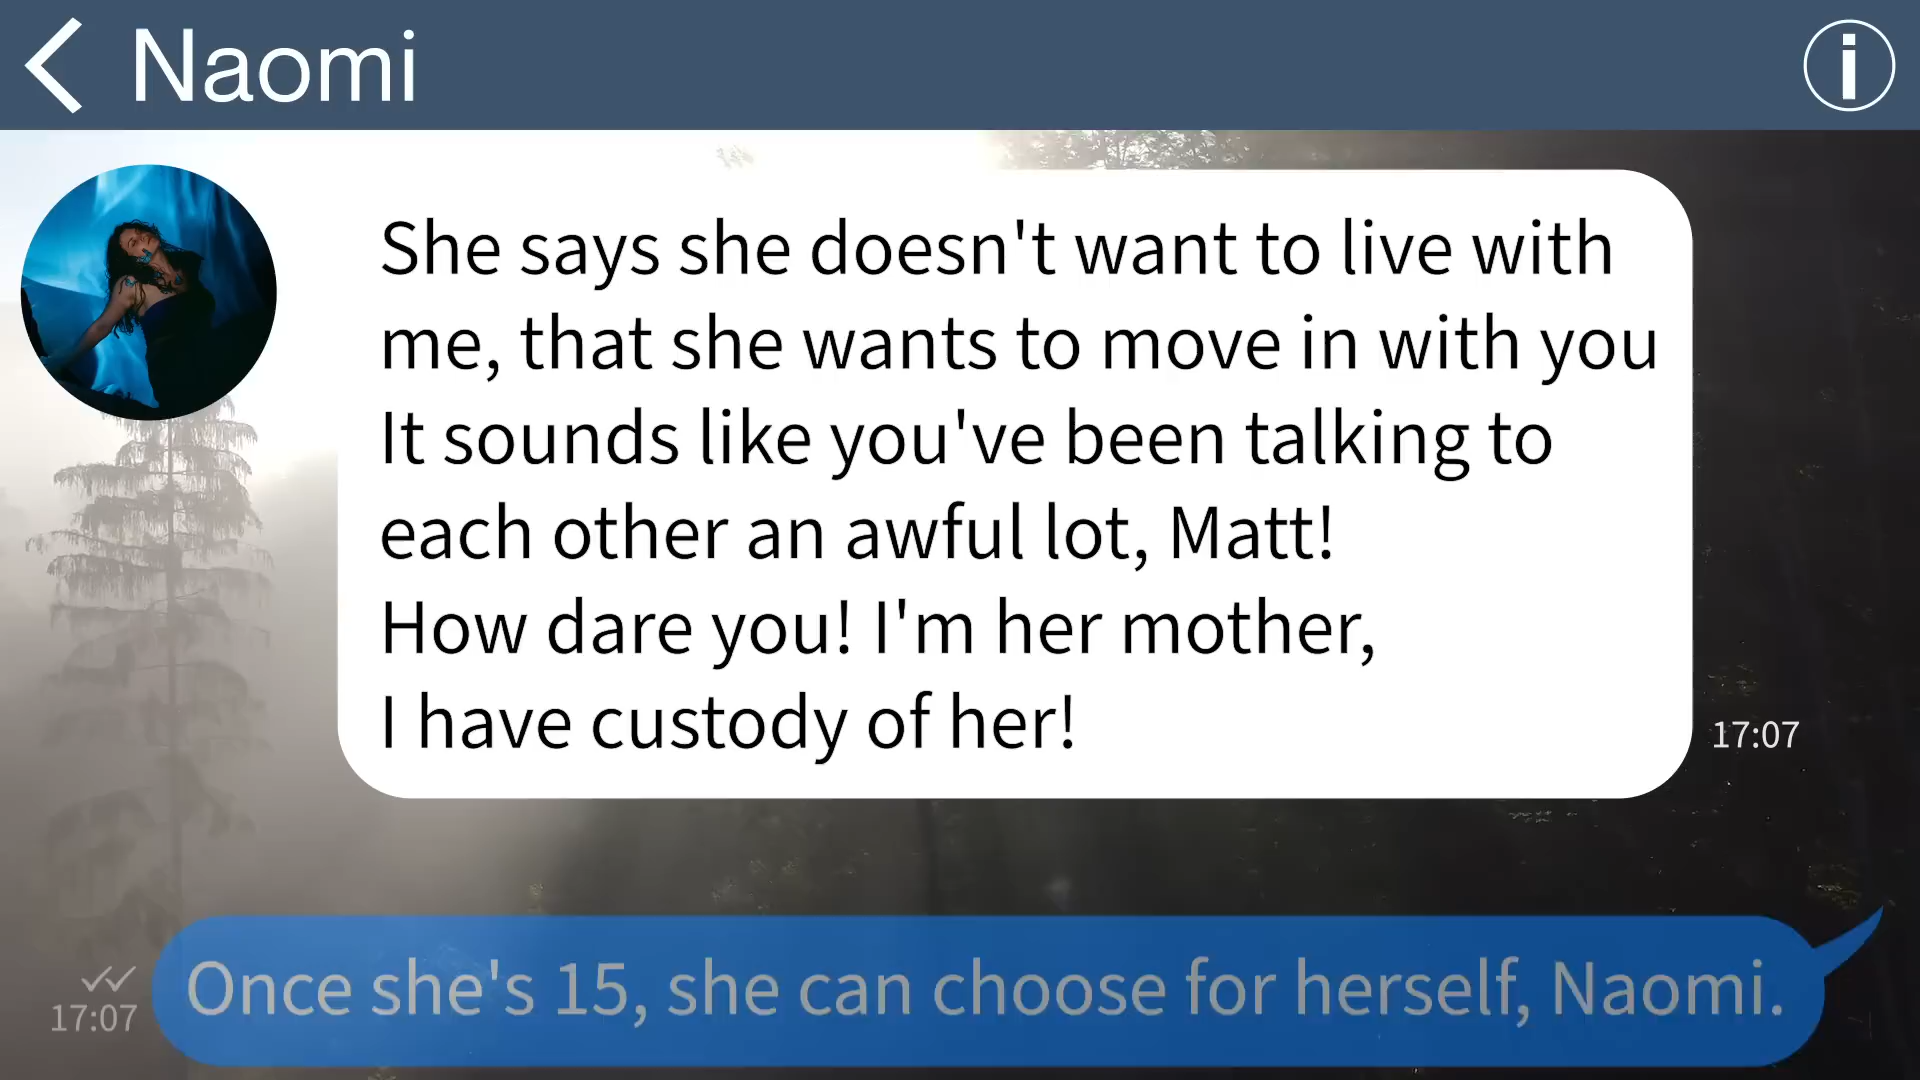 Naomi
She says she doesn't want to live with
me, that she wants to move in with you
It sounds like you've been talking to
each other an awful lot, Matt!
How dare you! I'm her mother,
I have custody of her!
17:07
Once she's 15, she can choose for herself, Naomi.
17:07